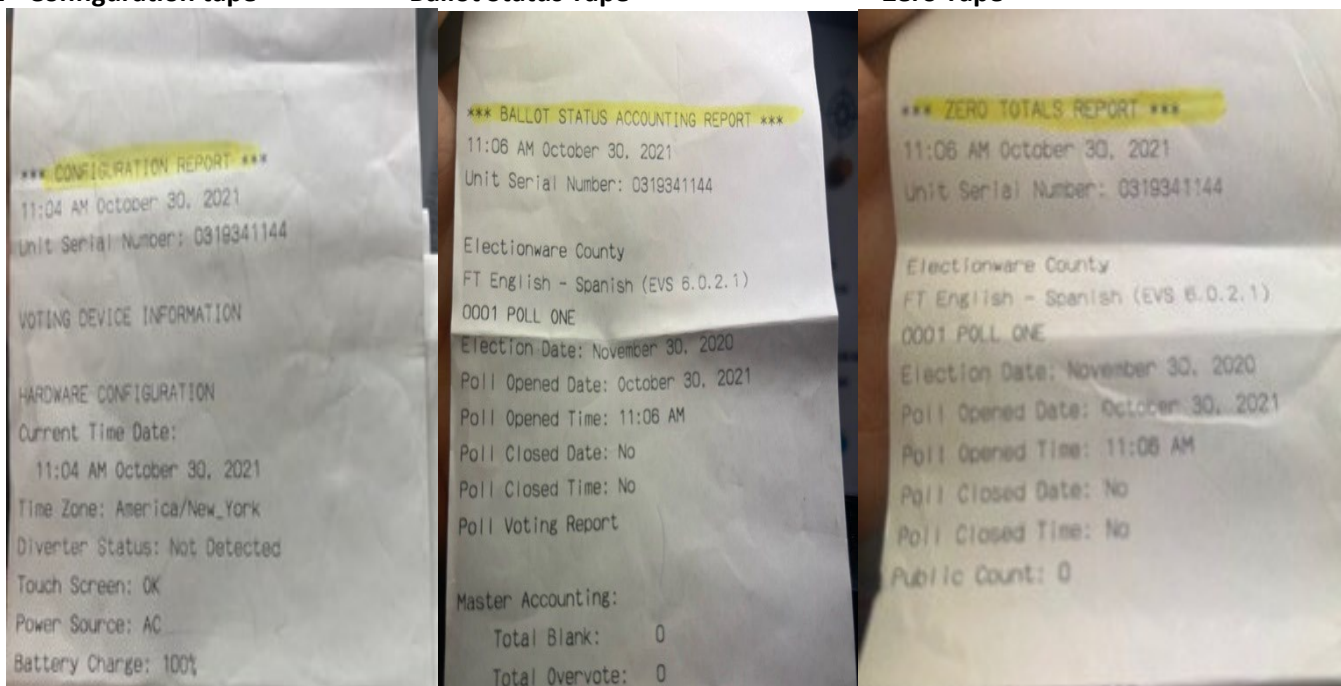 Configuration tape
Ballot Status Tape
Zero Tape
*** CONFIGURATION REPORT ***
11:04 AM October 30, 2021
Unit Serial Number: 0319341144
VOTING DEVICE INFORMATION
HARDWARE CONFIGURATION
Current Time Date:
11:04 AM October 30, 2021
Time Zone: America/New_York
Diverter Status: Not Detected
Touch Screen: OK
Power Source: AC
Battery Charge: 100%
*** BALLOT STATUS ACCOUNTING REPORT ***
11:06 AM October 30, 2021
Unit Serial Number: 0319341144
Electionware County
FT English - Spanish (EVS 6.0.2.1)
0001 POLL ONE
Election Date: November 30, 2020
Poll Opened Date: October 30, 2021
Poll Opened Time: 11:06 AM
Poll Closed Date: No
Poll Closed Time: No
Poll Voting Report
Master Accounting:
Total Blank: 0
Total Overvote: 0
*** ZERO TOTALS REPORT ***
11:06 AM October 30, 2021
Unit Serial Number: 0319341144
Electionware County
FT English - Spanish (EVS 6.0.2.1)
0001 POLL ONE
Election Date: November 30, 2020
Poll Opened Date: October 30, 2021
Poll Opened Time: 11:06 AM
Poll Closed Date: No
Poll Closed Time: No
Public Count: 0